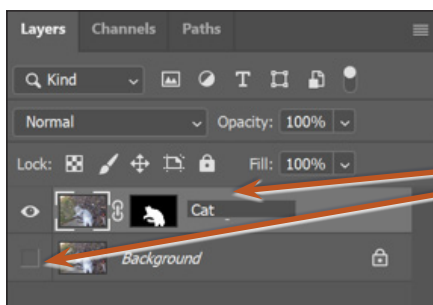 Layers Channels Paths
Kind T
Normal Opacity: 100%
Lock: Fill: 100%
Cat
Background